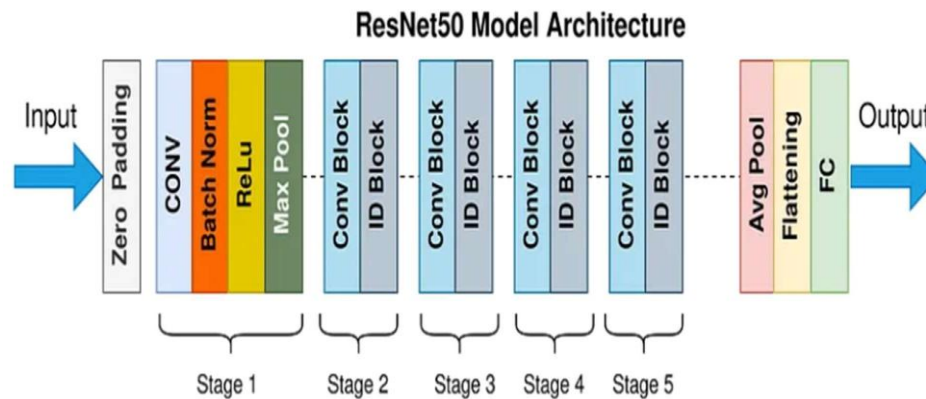 ResNet50 Model Architecture
Input
Zero Padding
CONV
Batch Norm
ReLu
Max Pool
Conv Block
ID Block
Conv Block
ID Block
Conv Block
ID Block
Conv Block
ID Block
Avg Pool
Flattening
FC
Output
Stage 1
Stage 2
Stage 3
Stage 4
Stage 5